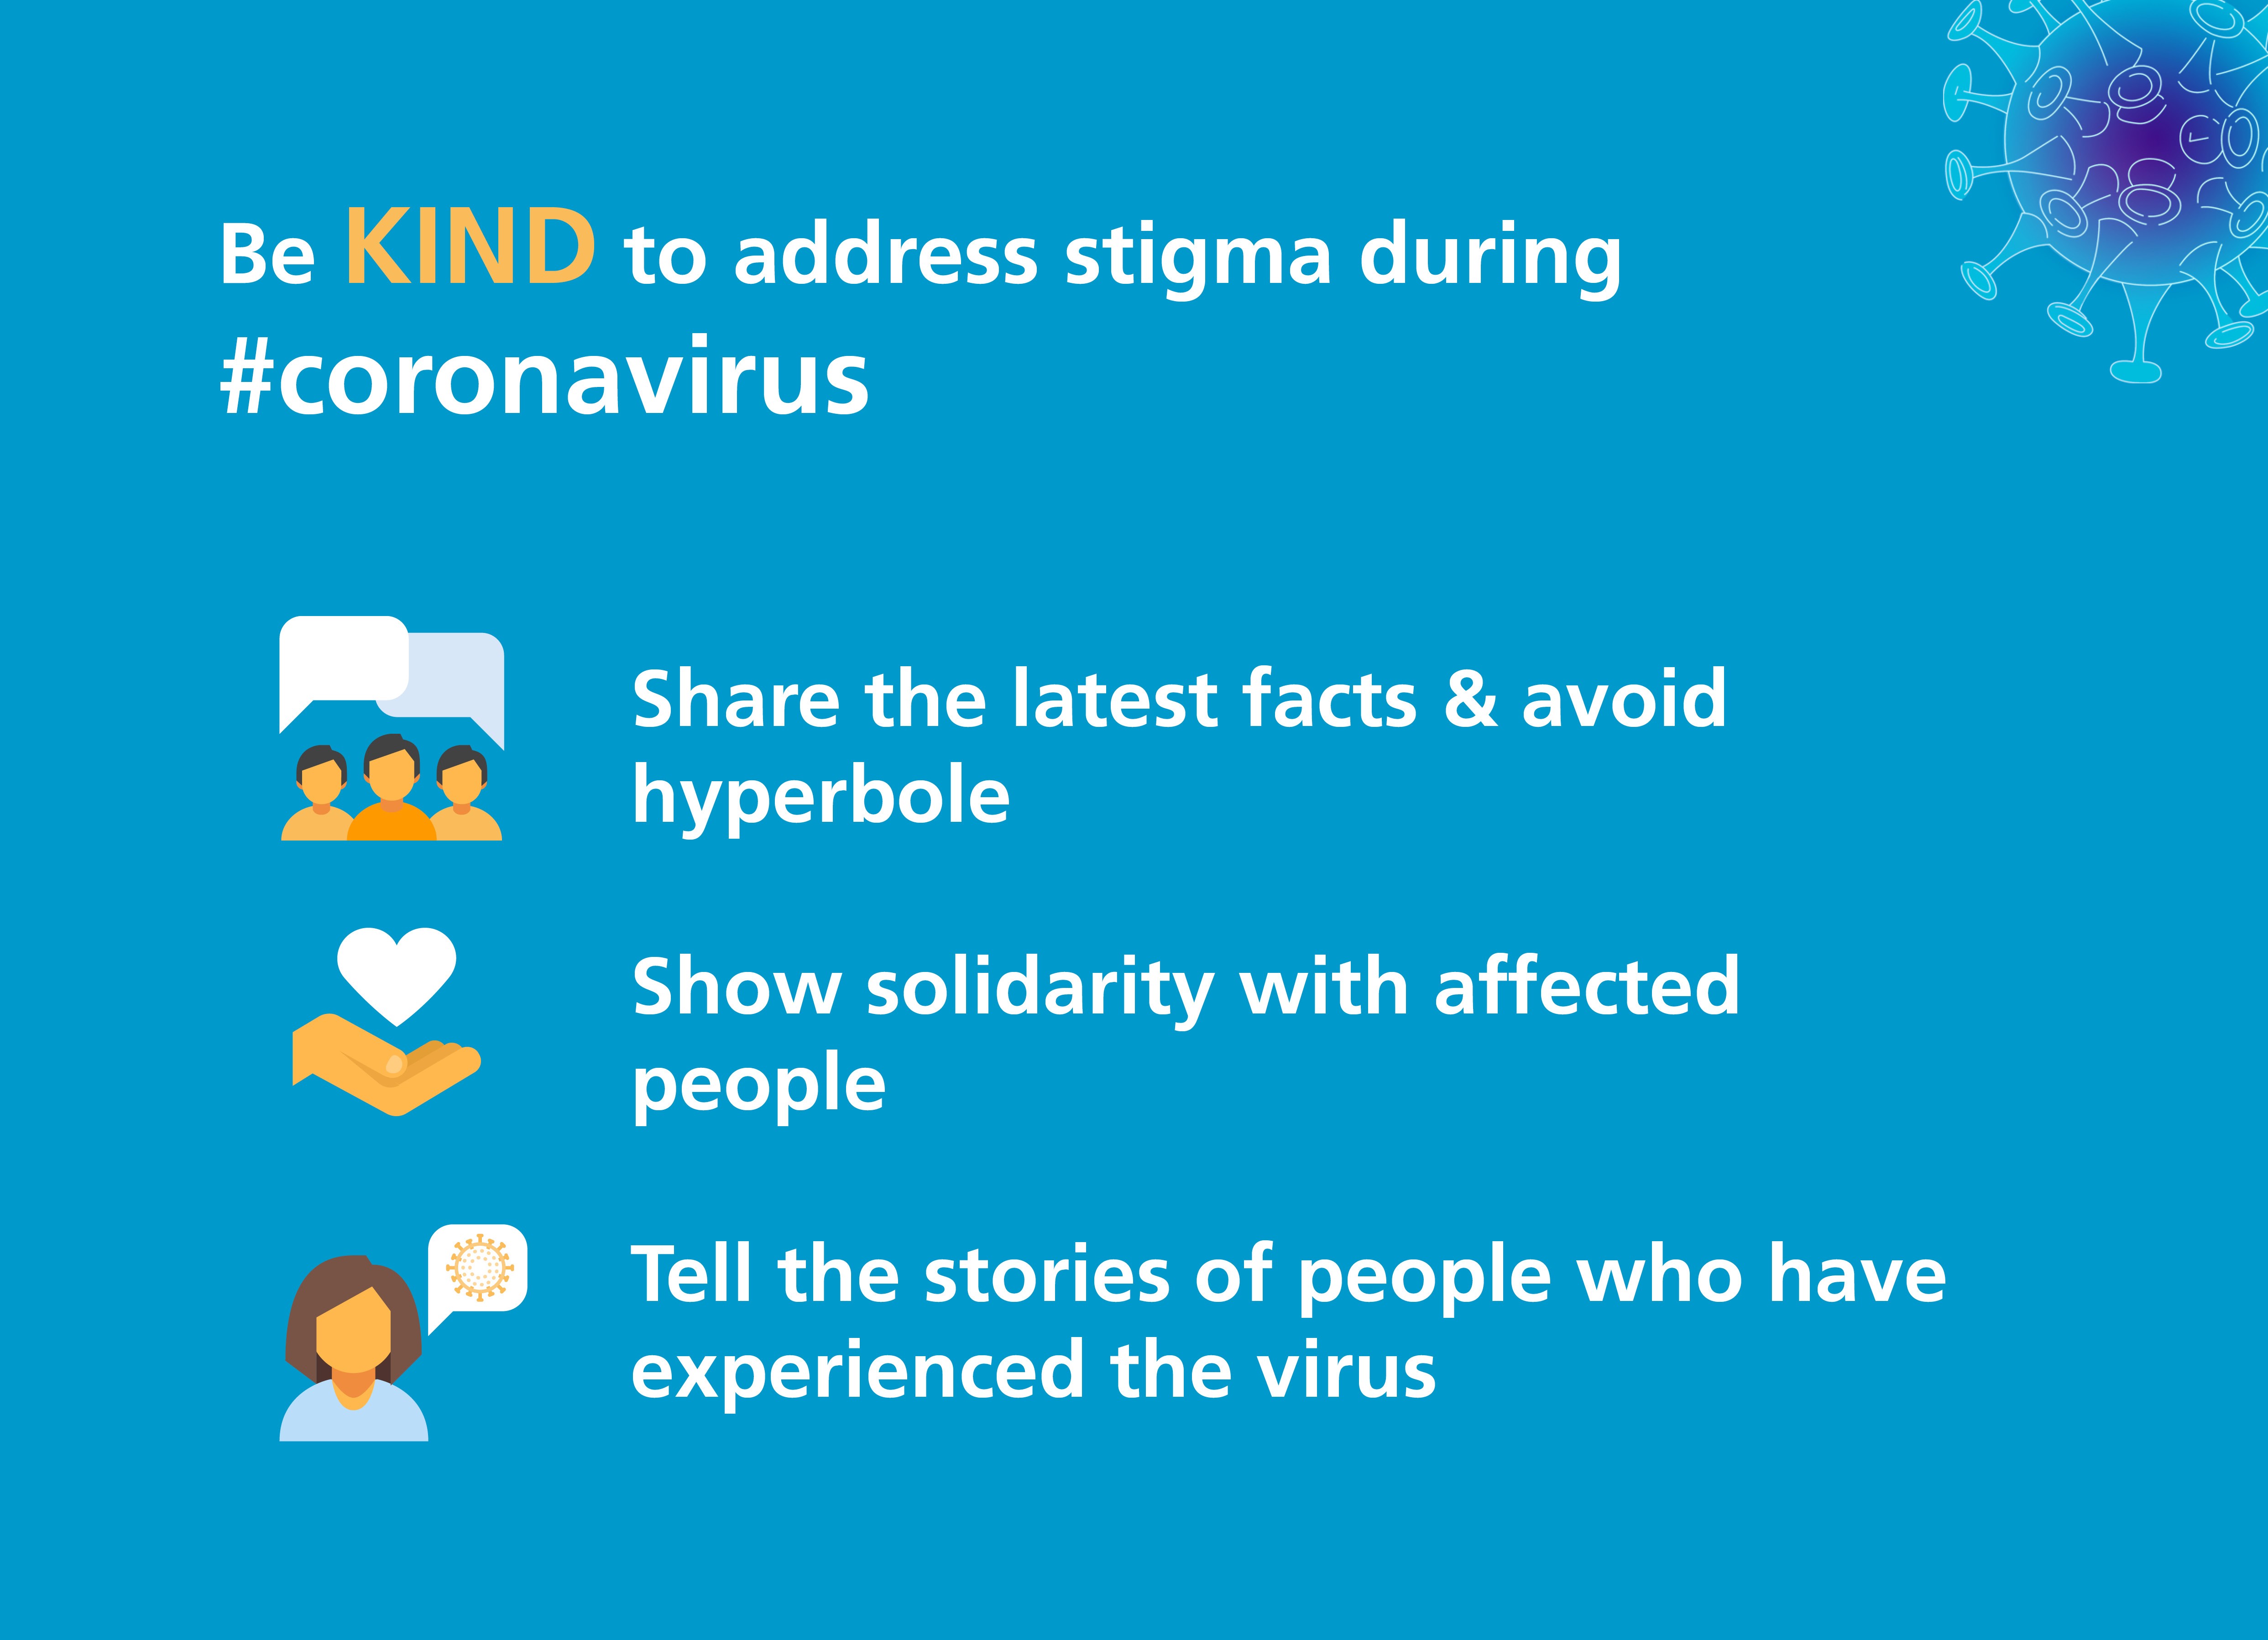 Be KIND to address stigma during
#coronavirus
Share the latest facts & avoid
hyperbole
Show solidarity with affected
people
Tell the stories of people who have
experienced the virus